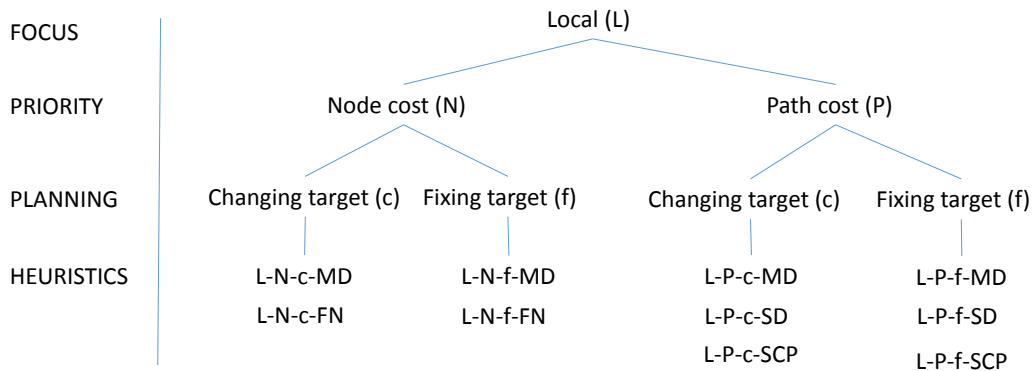 FOCUS Local (L)
PRIORITY Node cost (N) Path cost (P)
PLANNING Changing target (c) Fixing target (f) Changing target (c) Fixing target (f)
HEURISTICS L-N-c-MD L-N-f-MD L-P-c-MD L-P-f-MD
L-N-c-FN L-N-f-FN L-P-c-SD L-P-f-SD
L-P-c-SCP L-P-f-SCP